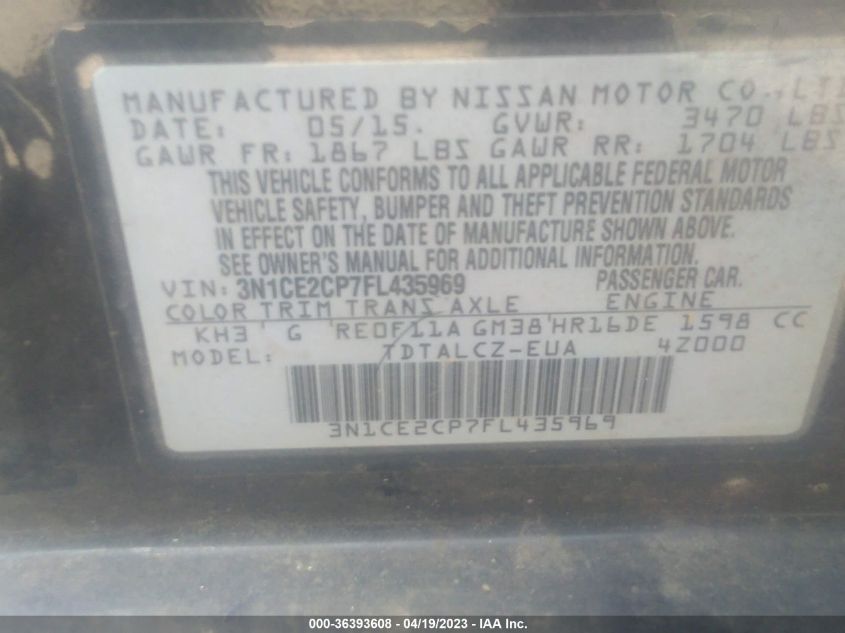 MANUFACTURED BY NISSAN MOTOR CO.,LT
DATE: 05/15. GVWR: 3470 LBS
GAWR FR: 1867 LBS GAWR RR: 1704 LBS
THIS VEHICLE CONFORMS TO ALL APPLICABLE FEDERAL MOTOR
VEHICLE SAFETY, BUMPER AND THEFT PREVENTION STANDARDS
IN EFFECT ON THE DATE OF MANUFACTURE SHOWN ABOVE.
SEE OWNER'S MANUAL FOR ADDITIONAL INFORMATION.
VIN: 3N1CE2CP7FL435969 PASSENGER CAR.
COLOR TRIM TRANS AXLE ENGINE
KH3 G RE0F11A GM38 HR16DE 1598 CC
MODEL: TDTALCZ-EUA 4Z000
3N1CE2CP7FL435969
000-36393608 - 04/19/2023 - IAA Inc.